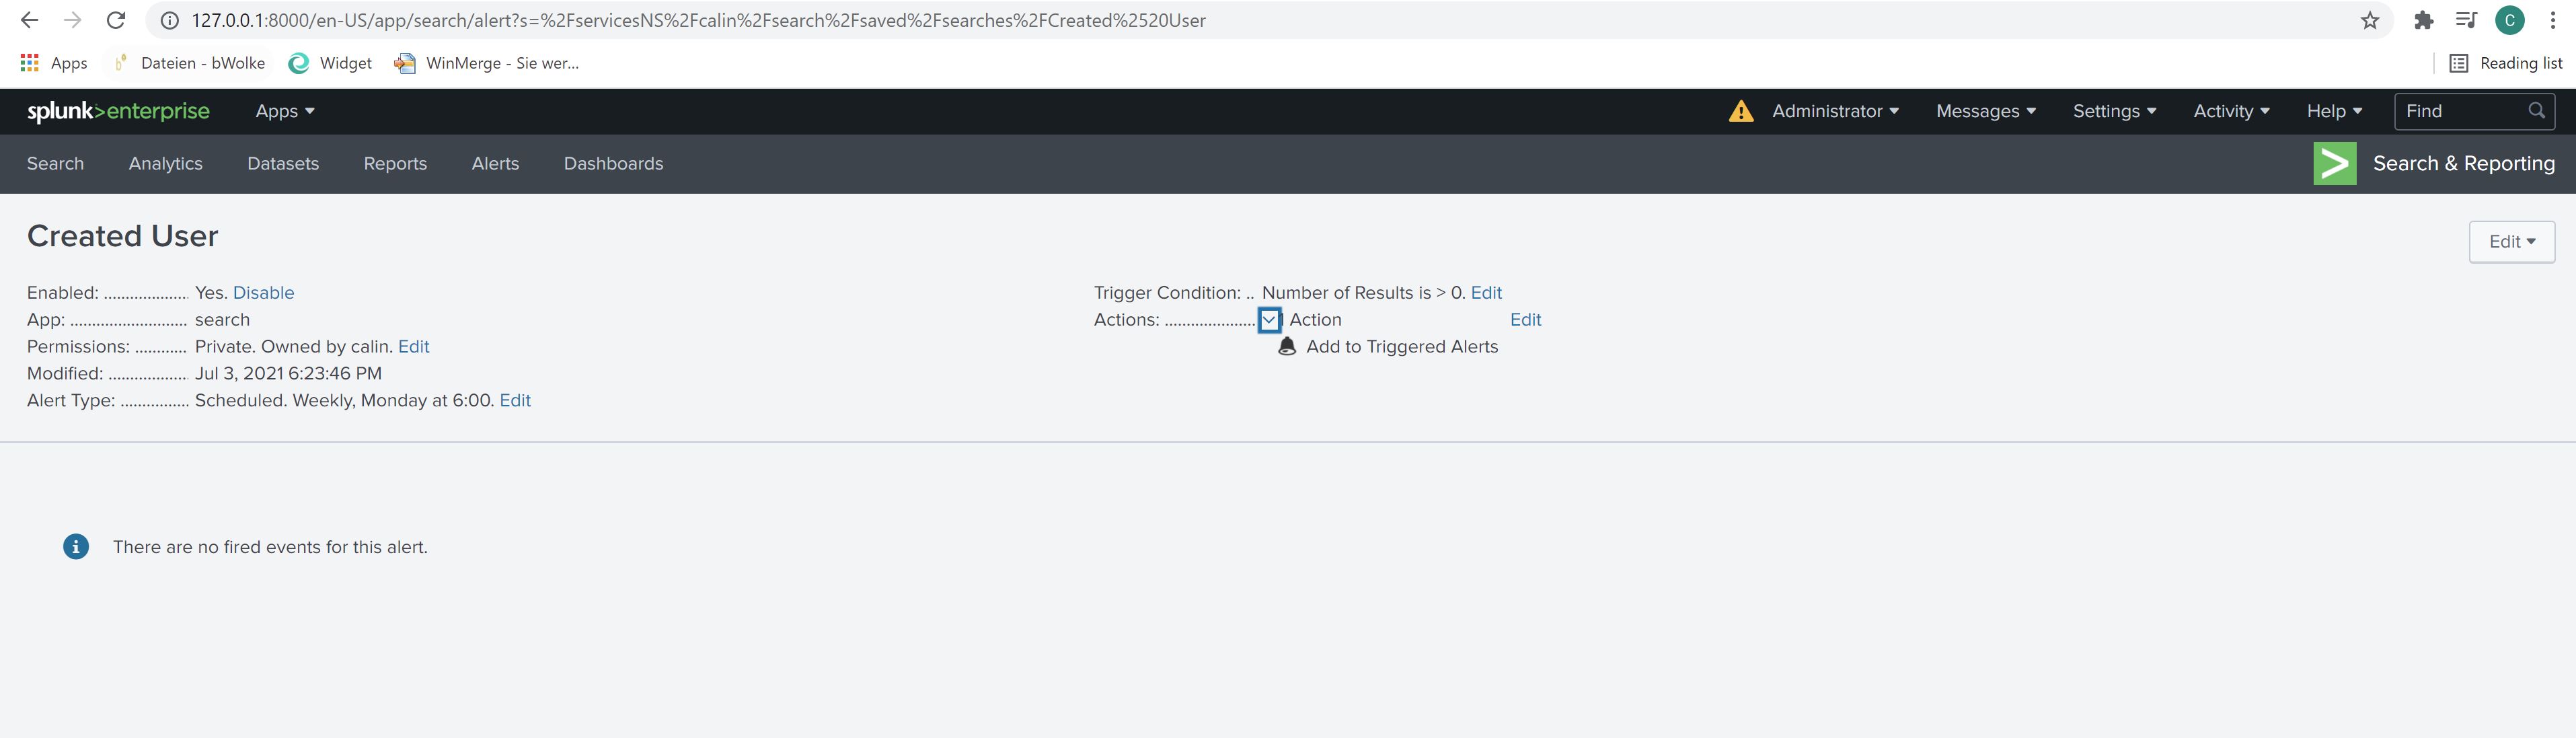 127.0.0.1:8000/en-US/app/search/alert?s=%2FservicesNS%2Fcalin%2Fsearch%2Fsaved%2Fsearches%2FCreated%2520User
C
Apps
Dateien - bWolke
Widget
WinMerge - Sie wer...
Reading list
splunk>enterprise
Apps
Administrator
Messages
Settings
Activity
Help
Find
Search
Analytics
Datasets
Reports
Alerts
Dashboards
Search & Reporting
Created User
Edit
Enabled: ................... Yes. Disable
App: .......................... search
Permissions: ............ Private. Owned by calin. Edit
Modified: .................. Jul 3, 2021 6:23:46 PM
Alert Type: ............... Scheduled. Weekly, Monday at 6:00. Edit
Trigger Condition: .. Number of Results is > 0. Edit
Actions: .................... Action Edit
Add to Triggered Alerts
There are no fired events for this alert.